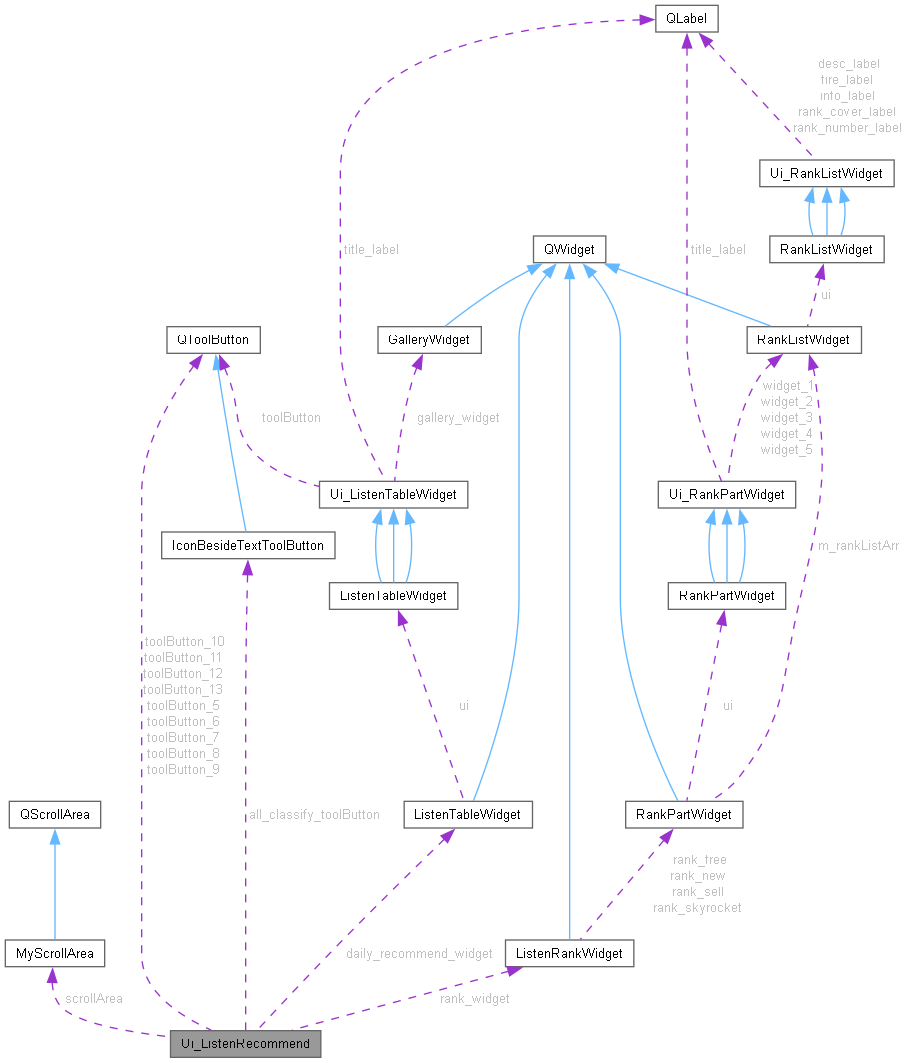 QLabel
desc_label
fire_label
info_label
rank_cover_label
rank_number_label
Ui_RankListWidget
title_label
title_label
QWidget
RankListWidget
ui
QToolButton
GalleryWidget
RankListWidget
toolButton
gallery_widget
widget_1
widget_2
widget_3
widget_4
widget_5
Ui_ListenTableWidget
Ui_RankPartWidget
IconBesideTextToolButton
m_rankListArr
ListenTableWidget
RankPartWidget
toolButton_10
toolButton_11
toolButton_12
toolButton_13
toolButton_5
toolButton_6
toolButton_7
toolButton_8
toolButton_9
ui
ui
QScrollArea
all_classify_toolButton
ListenTableWidget
RankPartWidget
rank_free
rank_new
rank_sell
rank_skyrocket
MyScrollArea
daily_recommend_widget
ListenRankWidget
scrollArea
rank_widget
Ui_ListenRecommend